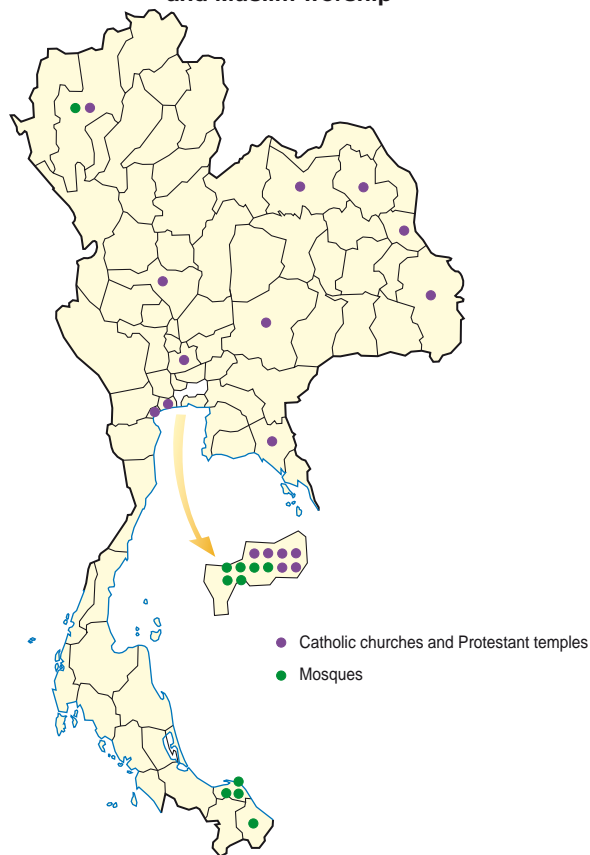 and Muslim worship
Catholic churches and Protestant temples
Mosques